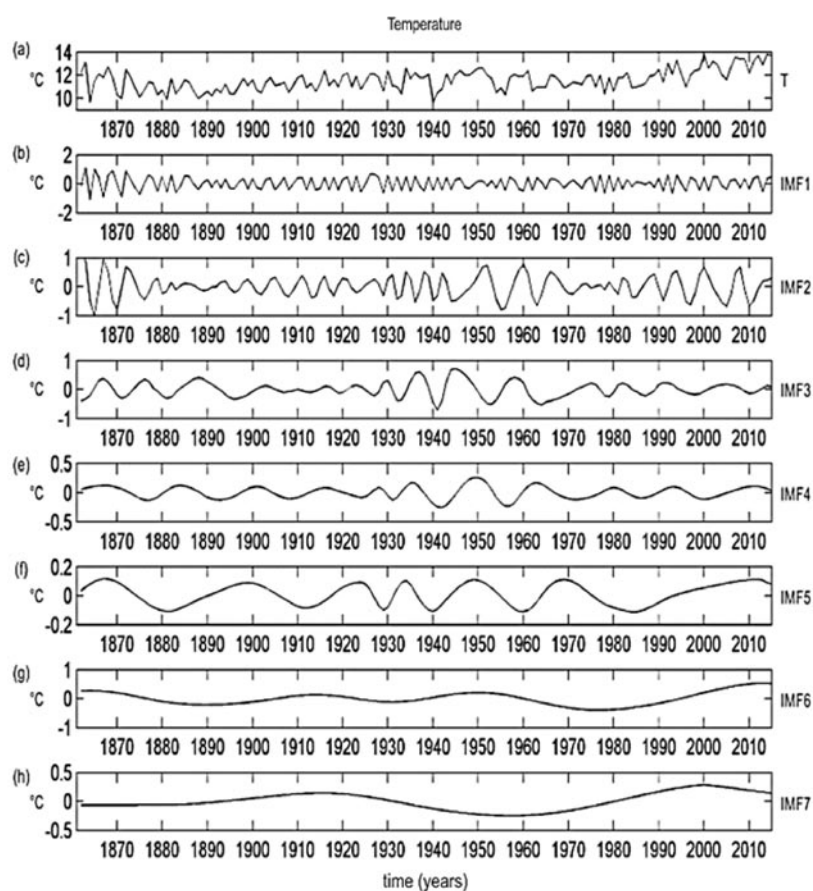 Temperature
(a)
14
°C 12 T
10
1870 1880 1890 1900 1910 1920 1930 1940 1950 1960 1970 1980 1990 2000 2010
(b)
2
°C 0 IMF1
-2
1870 1880 1890 1900 1910 1920 1930 1940 1950 1960 1970 1980 1990 2000 2010
(c)
1
°C 0 IMF2
-1
1870 1880 1890 1900 1910 1920 1930 1940 1950 1960 1970 1980 1990 2000 2010
(d)
1
°C 0 IMF3
-1
1870 1880 1890 1900 1910 1920 1930 1940 1950 1960 1970 1980 1990 2000 2010
(e)
0.5
°C 0 IMF4
-0.5
1870 1880 1890 1900 1910 1920 1930 1940 1950 1960 1970 1980 1990 2000 2010
(f)
0.2
°C 0 IMF5
-0.2
1870 1880 1890 1900 1910 1920 1930 1940 1950 1960 1970 1980 1990 2000 2010
(g)
1
°C 0 IMF6
-1
1870 1880 1890 1900 1910 1920 1930 1940 1950 1960 1970 1980 1990 2000 2010
(h)
0.5
°C 0 IMF7
-0.5
1870 1880 1890 1900 1910 1920 1930 1940 1950 1960 1970 1980 1990 2000 2010
time (years)